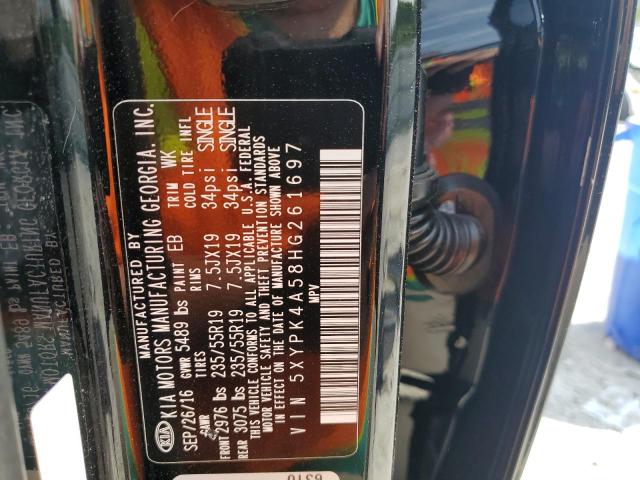 KIA
MANUFACTURED BY
KIA MOTORS MANUFACTURING GEORGIA, INC.
SEP/26/16 GVWR 5489 lbs PAINT EB TRIM WK
GAWR TIRES RIMS COLD TIRE INFL
FRONT 2976 lbs 235/55R19 7.5JX19 34psi SINGLE
REAR 3075 lbs 235/55R19 7.5JX19 34psi SINGLE
THIS VEHICLE CONFORMS TO ALL APPLICABLE U.S.A. FEDERAL
MOTOR VEHICLE SAFETY AND THEFT PREVENTION STANDARDS
IN EFFECT ON THE DATE OF MANUFACTURE SHOWN ABOVE
VIN 5XYPK4A58HG261697
MPV
6310